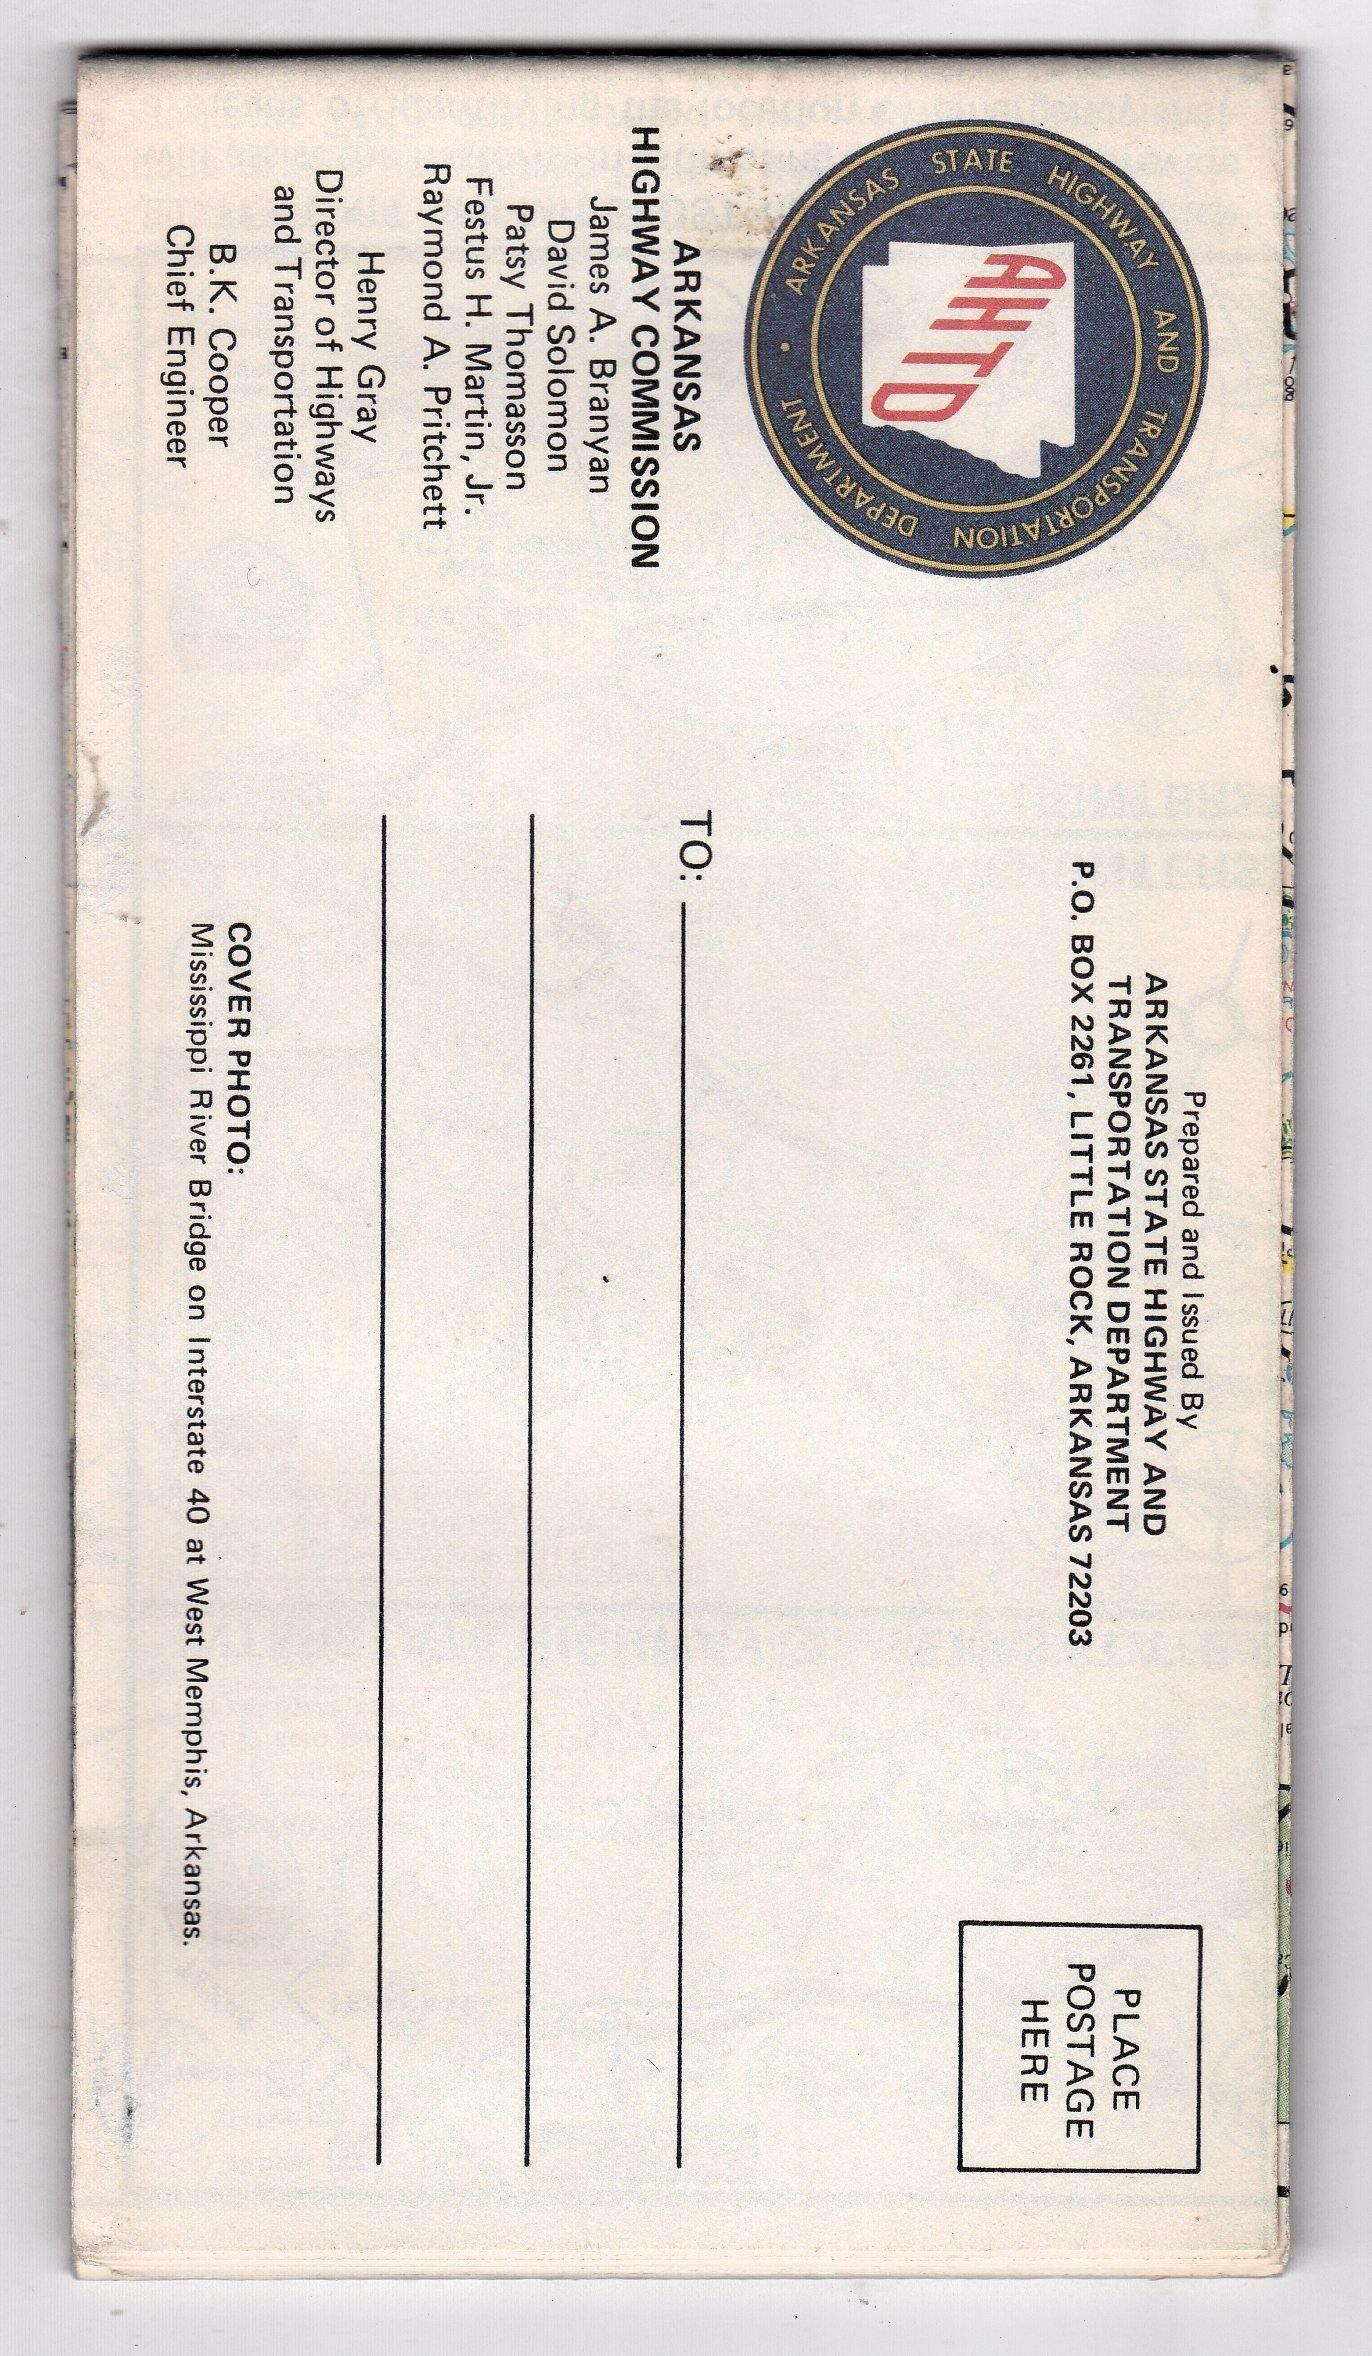 ARKANSAS STATE HIGHWAY AND TRANSPORTATION DEPARTMENT •
AHTD
ARKANSAS
HIGHWAY COMMISSION
James A. Branyan
David Solomon
Patsy Thomasson
Festus H. Martin, Jr.
Raymond A. Pritchett
Henry Gray
Director of Highways
and Transportation
B.K. Cooper
Chief Engineer
Prepared and Issued By
ARKANSAS STATE HIGHWAY AND
TRANSPORTATION DEPARTMENT
P.O. BOX 2261, LITTLE ROCK, ARKANSAS 72203
PLACE
POSTAGE
HERE
TO:
COVER PHOTO:
Mississippi River Bridge on Interstate 40 at West Memphis, Arkansas.